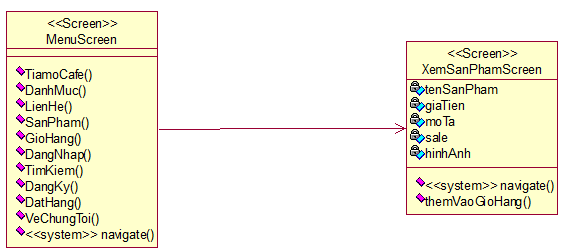 <<Screen>>
MenuScreen
TiamoCafe()
DanhMuc()
LienHe()
SanPham()
GioHang()
DangNhap()
TimKiem()
DangKy()
DatHang()
VeChungToi()
<<system>> navigate()
<<Screen>>
XemSanPhamScreen
tenSanPham
giaTien
moTa
sale
hinhAnh
<<system>> navigate()
themVaoGioHang()